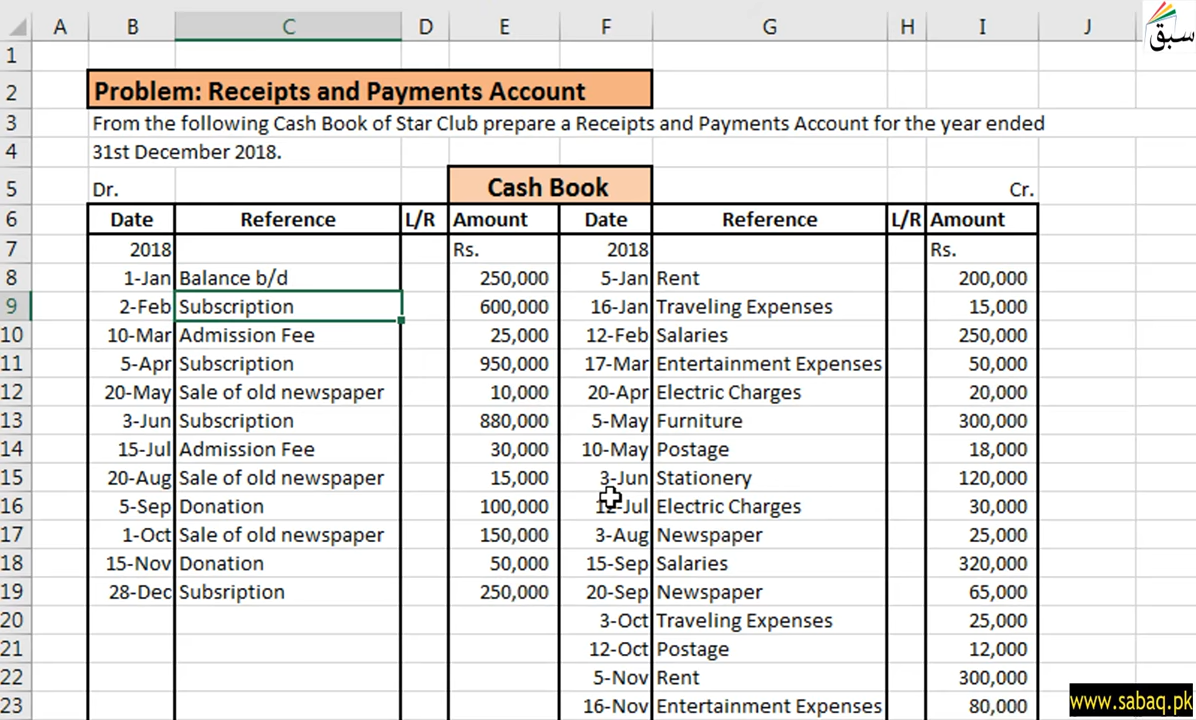 سبق
A B C D E F G H I J
1
2 Problem: Receipts and Payments Account
3 From the following Cash Book of Star Club prepare a Receipts and Payments Account for the year ended
4 31st December 2018.
5 Dr. Cash Book Cr.
6 Date Reference L/R Amount Date Reference L/R Amount
7 2018 Rs. 2018 Rs.
8 1-Jan Balance b/d 250,000 5-Jan Rent 200,000
9 2-Feb Subscription 600,000 16-Jan Traveling Expenses 15,000
10 10-Mar Admission Fee 25,000 12-Feb Salaries 250,000
11 5-Apr Subscription 950,000 17-Mar Entertainment Expenses 50,000
12 20-May Sale of old newspaper 10,000 20-Apr Electric Charges 20,000
13 3-Jun Subscription 880,000 5-May Furniture 300,000
14 15-Jul Admission Fee 30,000 10-May Postage 18,000
15 20-Aug Sale of old newspaper 15,000 3-Jun Stationery 120,000
16 5-Sep Donation 100,000 12-Jul Electric Charges 30,000
17 1-Oct Sale of old newspaper 150,000 3-Aug Newspaper 25,000
18 15-Nov Donation 50,000 15-Sep Salaries 320,000
19 28-Dec Subsription 250,000 20-Sep Newspaper 65,000
20 3-Oct Traveling Expenses 25,000
21 12-Oct Postage 12,000
22 5-Nov Rent 300,000
23 16-Nov Entertainment Expenses 80,000
www.sabaq.pk